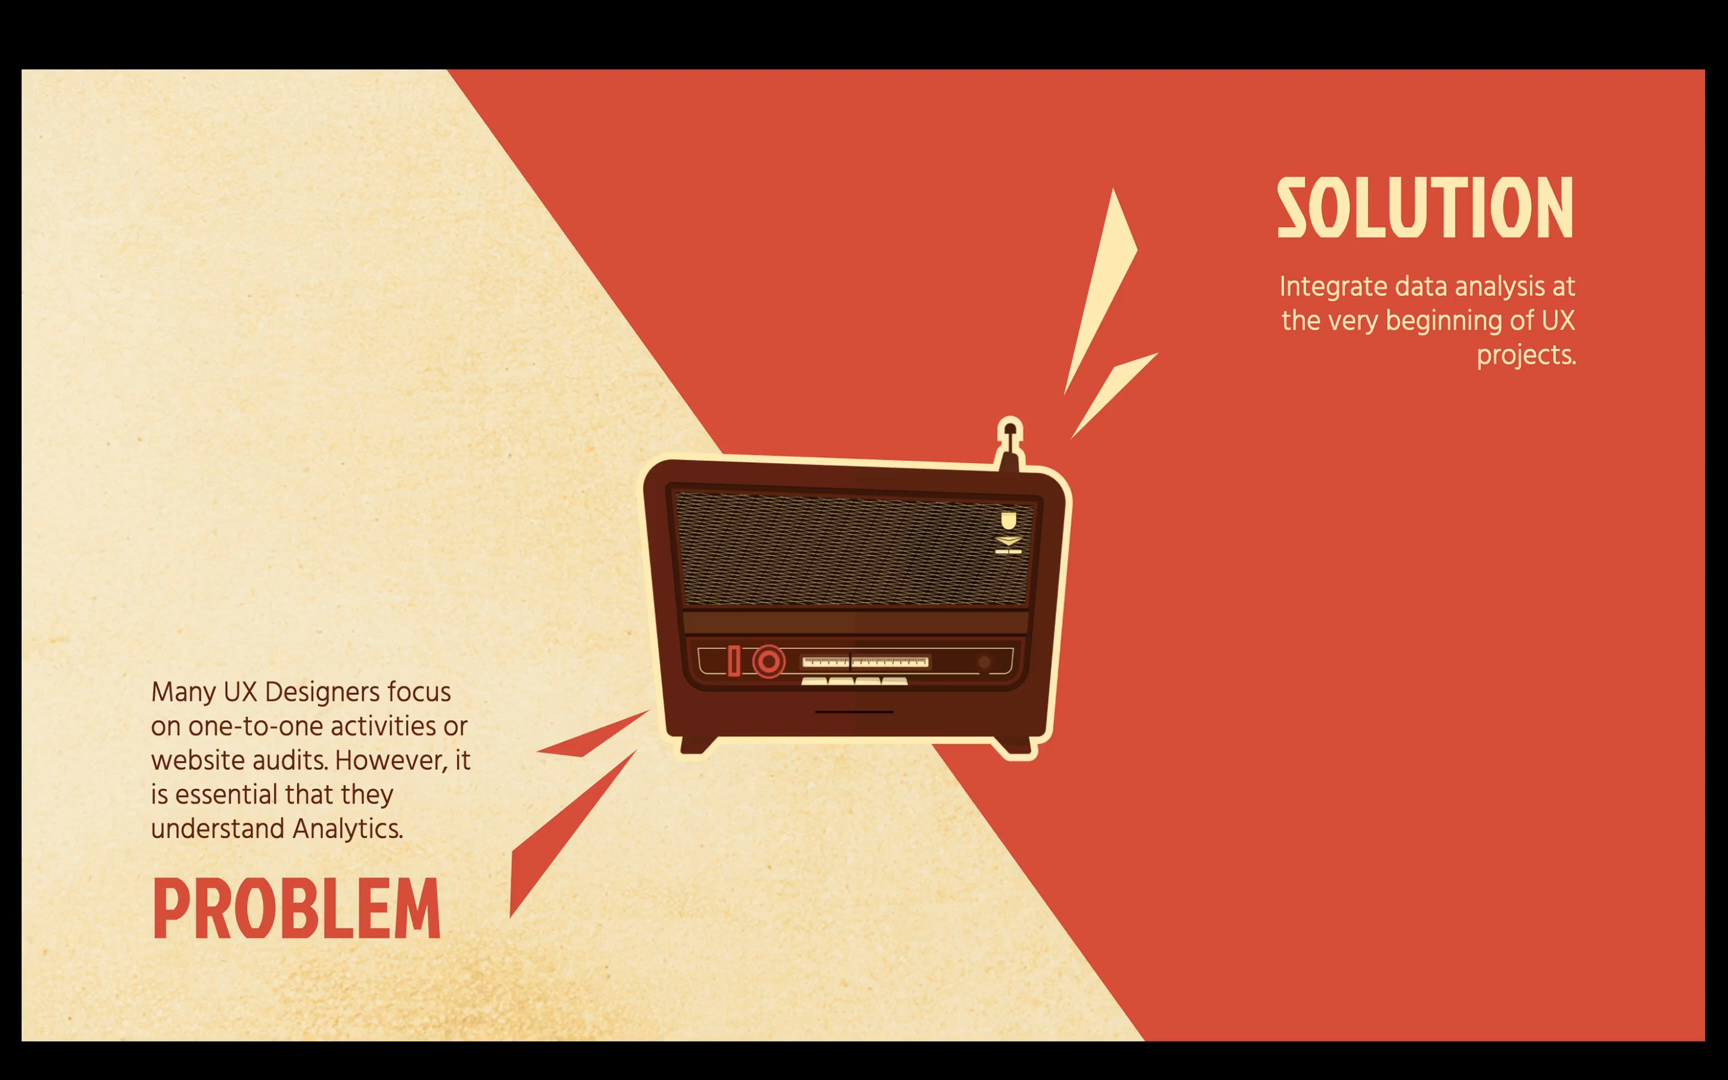 SOLUTION
Integrate data analysis at
the very beginning of UX
projects.
Many UX Designers focus
on one-to-one activities or
website audits. However, it
is essential that they
understand Analytics.
PROBLEM